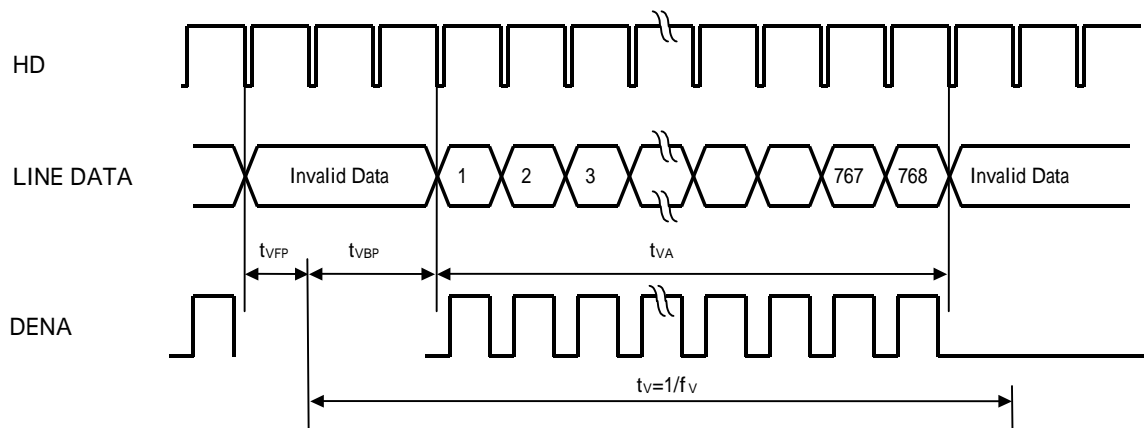 HD
LINE DATA
Invalid Data
1
2
3
767
768
Invalid Data
tVFP
tVBP
tVA
DENA
tV=1/fV